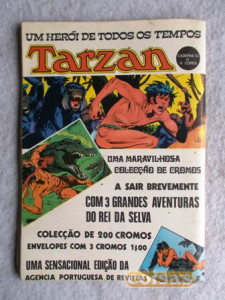 UM HERÓI DE TODOS OS TEMPOS
TARZAN
CADERNETA
A CORES
UMA MARAVILHOSA
COLECÇÃO DE CROMOS
A SAIR BREVEMENTE
COM 3 GRANDES AVENTURAS
DO REI DA SELVA
COLECÇÃO DE 200 CROMOS
ENVELOPES COM 3 CROMOS 1$00
UMA SENSACIONAL EDIÇÃO DA
AGENCIA PORTUGUESA DE REVISTAS